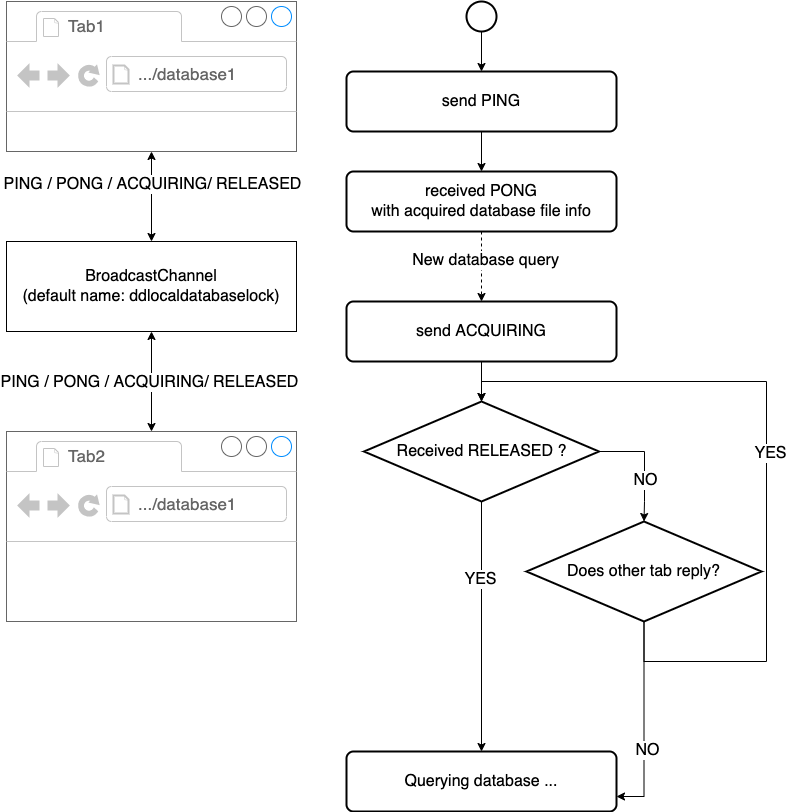 Tab1
.../database1
PING / PONG / ACQUIRING/ RELEASED
BroadcastChannel
(default name: ddlocaldatabaselock)
PING / PONG / ACQUIRING/ RELEASED
Tab2
.../database1
send PING
received PONG
with acquired database file info
New database query
send ACQUIRING
Received RELEASED ?
YES
NO
Does other tab reply?
YES
NO
Querying database ...